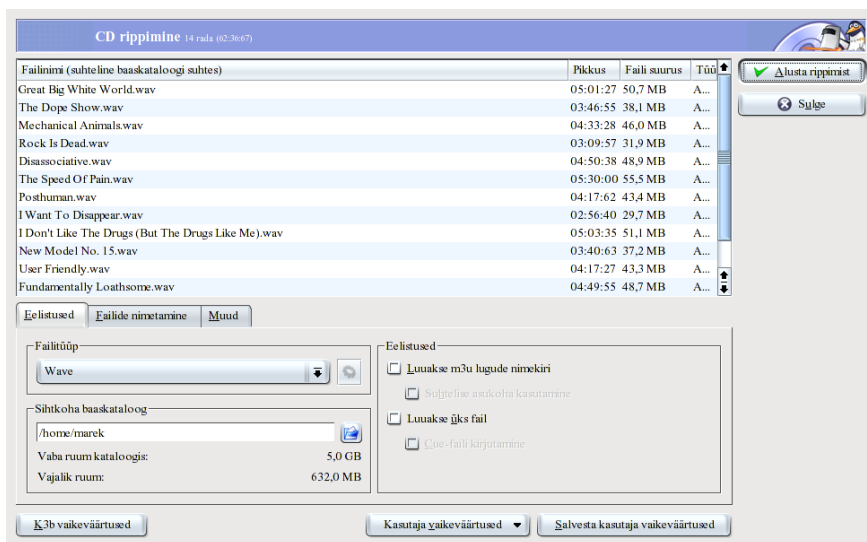 CD rippimine 14 rada (02:36:67)
Failinimi (suhteline baaskataloogi suhtes) Pikkus Faili suurus Tüü
Great Big White World.wav 05:01:27 50,7 MB A...
The Dope Show.wav 03:46:55 38,1 MB A...
Mechanical Animals.wav 04:33:28 46,0 MB A...
Rock Is Dead.wav 03:09:57 31,9 MB A...
Disassociative.wav 04:50:38 48,9 MB A...
The Speed Of Pain.wav 05:30:00 55,5 MB A...
Posthuman.wav 04:17:62 43,4 MB A...
I Want To Disappear.wav 02:56:40 29,7 MB A...
I Don't Like The Drugs (But The Drugs Like Me).wav 05:03:35 51,1 MB A...
New Model No. 15.wav 03:40:63 37,2 MB A...
User Friendly.wav 04:17:27 43,3 MB A...
Fundamentally Loathsome.wav 04:49:55 48,7 MB A...
Alusta rippimist
Sulge
Eelistused Failide nimetamine Muud
Failitüüp
Wave
Sihtkoha baaskataloog
/home/marek
Vaba ruum kataloogis: 5,0 GB
Vajalik ruum: 632,0 MB
Eelistused
Luuakse m3u lugude nimekiri
Suhteline asukoha kasutamine
Luuakse üks fail
Cue-faili kirjutamine
K3b vaikeväärtused
Kasutaja vaikeväärtused
Salvesta kasutaja vaikeväärtused